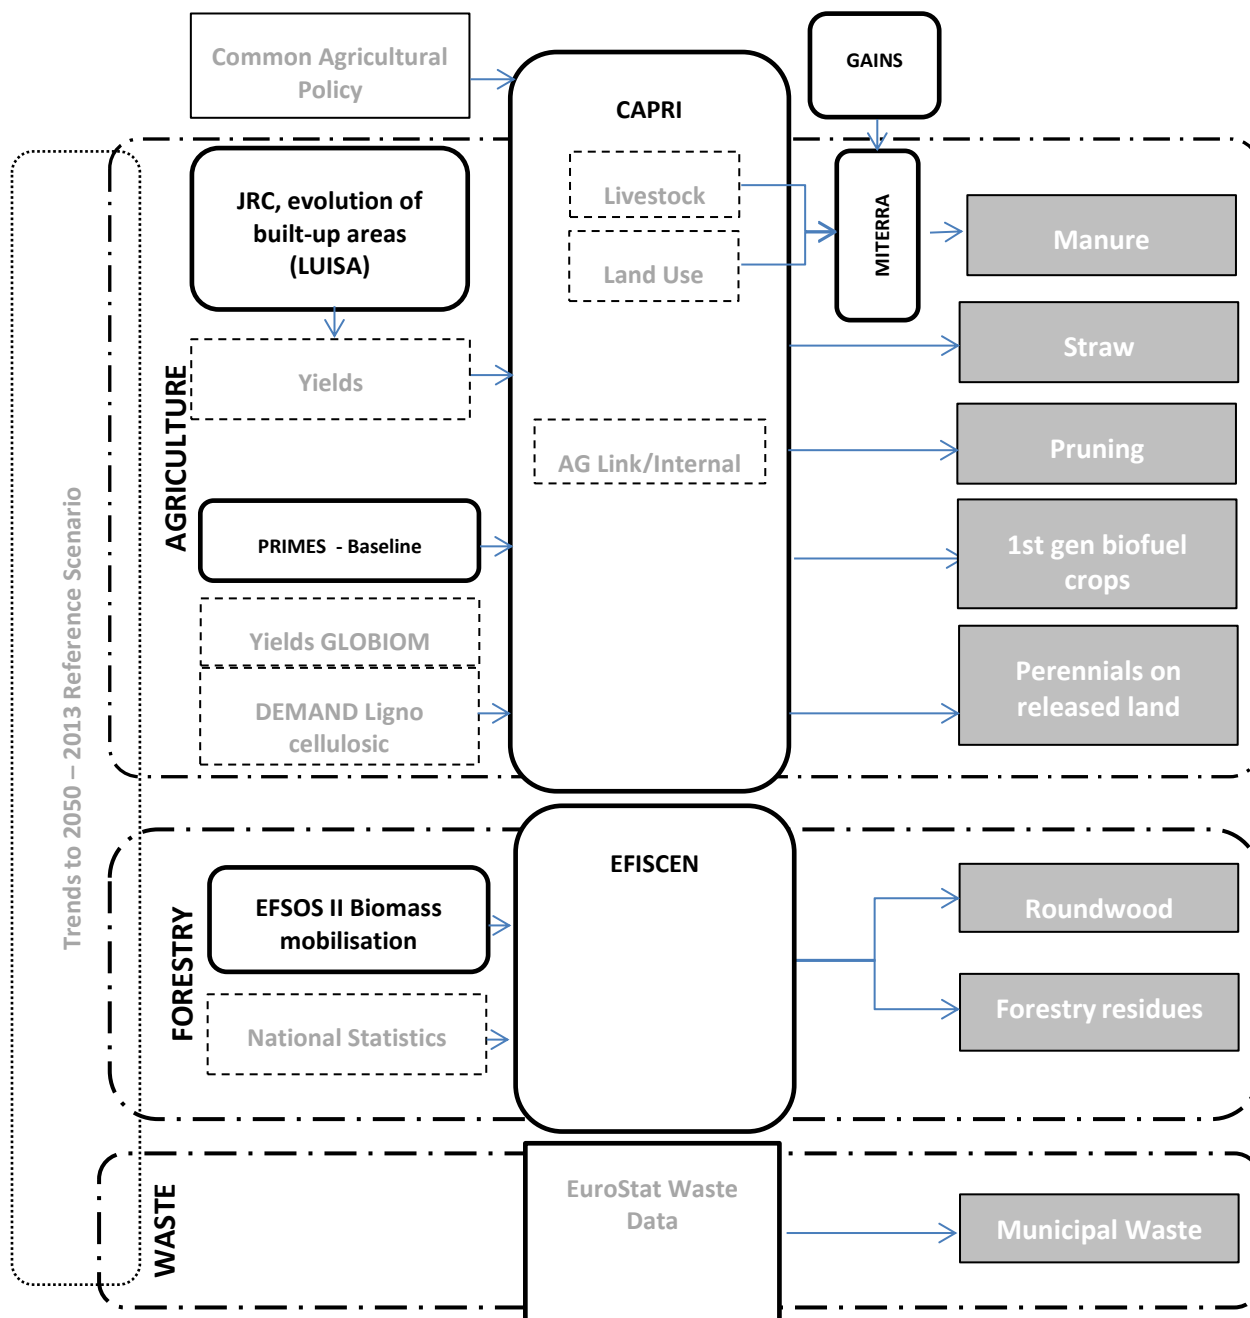 Common Agricultural
Policy
GAINS
CAPRI
JRC, evolution of
built-up areas
(LUISA)
Livestock
Land Use
MITERRA
Manure
Straw
Yields
AGRICULTURE
AG Link/Internal
Pruning
PRIMES - Baseline
1st gen biofuel
crops
Yields GLOBIOM
DEMAND Ligno
cellulosic
Perennials on
released land
Trends to 2050 – 2013 Reference Scenario
EFISCEN
FORESTRY
EFSOS II Biomass
mobilisation
Roundwood
National Statistics
Forestry residues
WASTE
EuroStat Waste
Data
Municipal Waste